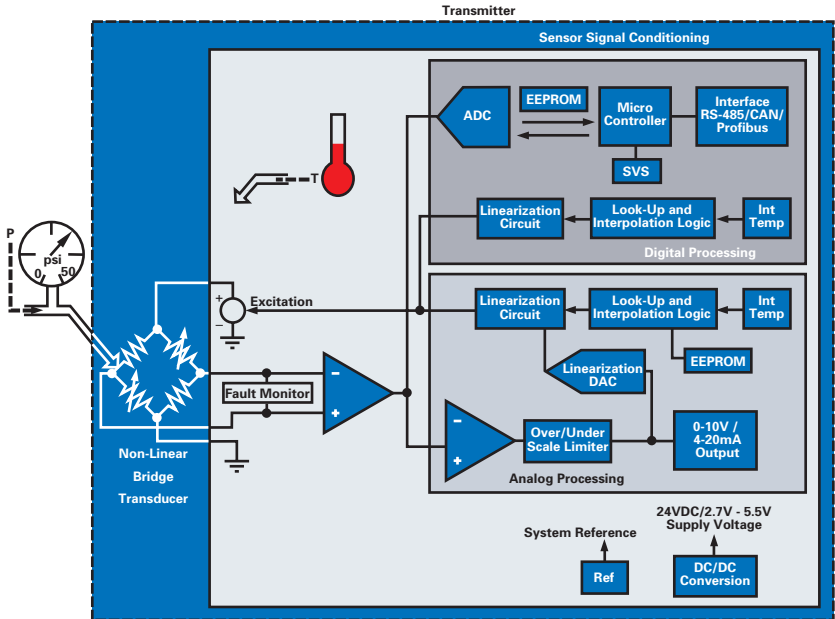 Transmitter
Sensor Signal Conditioning
ADC
EEPROM
Micro
Controller
Interface
RS-485/CAN/
Profibus
SVS
T
Linearization
Circuit
Look-Up and
Interpolation Logic
Int
Temp
Digital Processing
P
psi
0
50
+
–
Excitation
Linearization
Circuit
Look-Up and
Interpolation Logic
Int
Temp
Linearization
DAC
EEPROM
–
+
Fault Monitor
–
+
Over/Under
Scale Limiter
0-10V /
4-20mA
Output
Analog Processing
Non-Linear
Bridge
Transducer
System Reference
Ref
24VDC/2.7V - 5.5V
Supply Voltage
DC/DC
Conversion